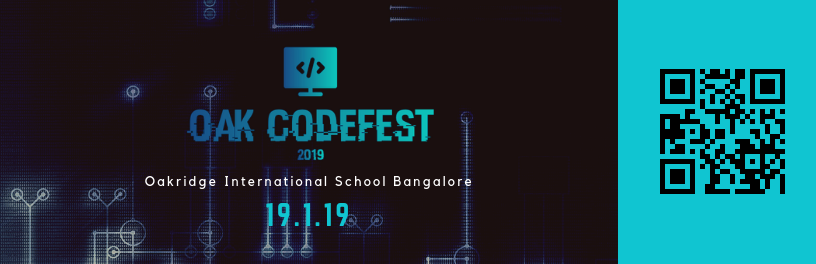 </>
OAK CODEFEST
2019
Oakridge International School Bangalore
19.1.19